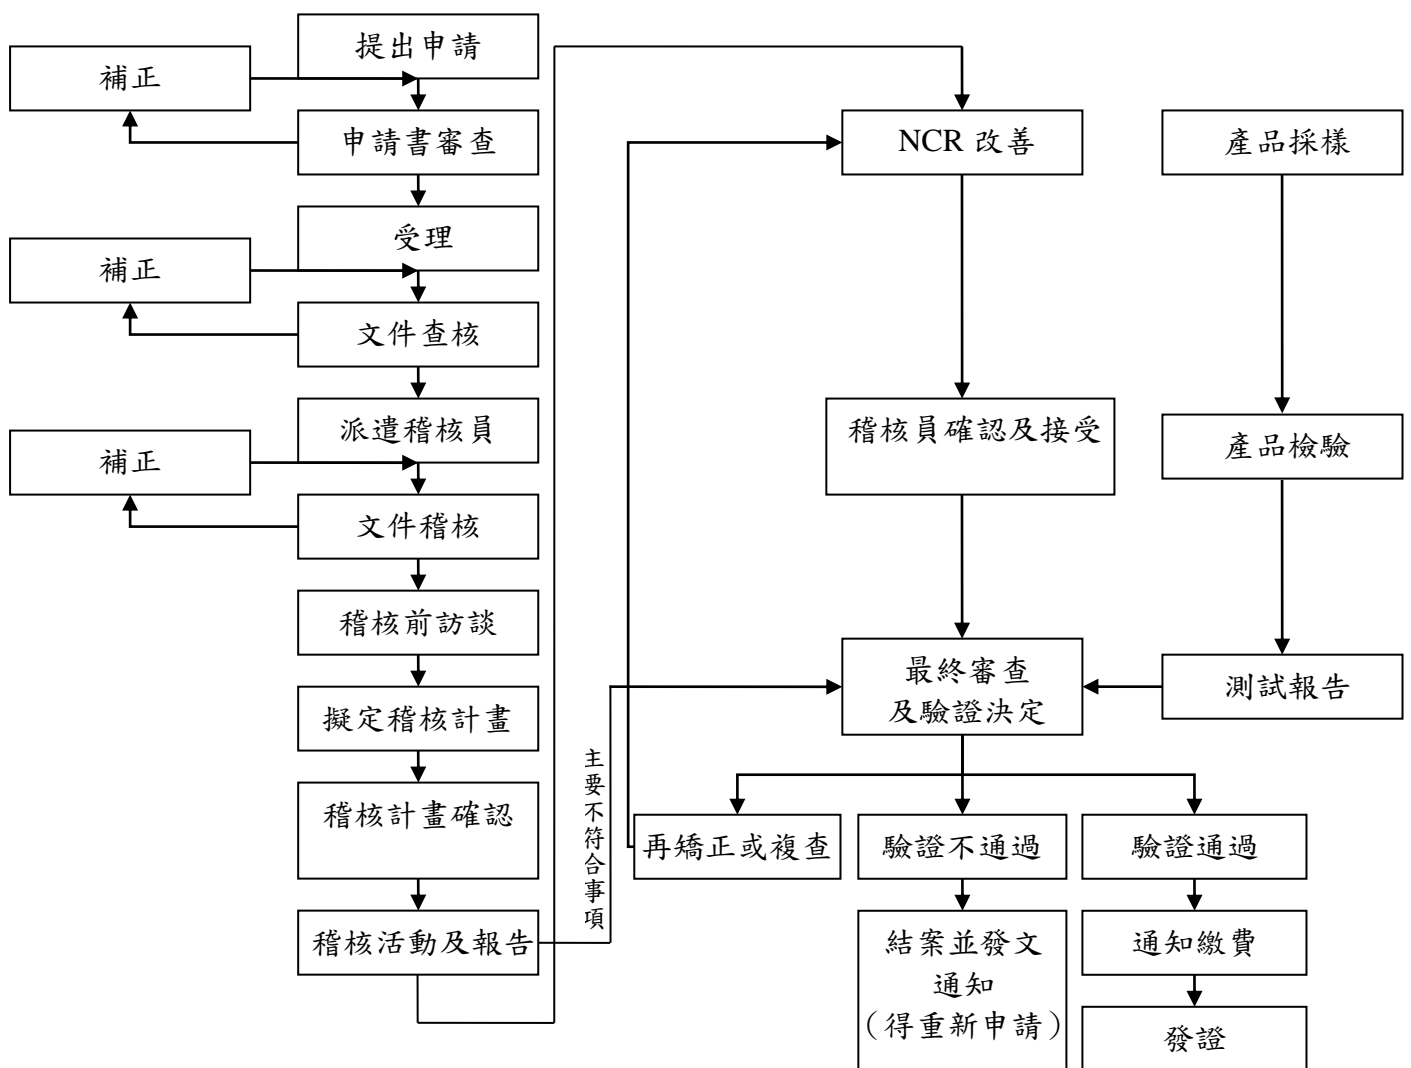 提出申請
補正
申請書審查
受理
補正
文件查核
派遣稽核員
補正
文件稽核
稽核前訪談
擬定稽核計畫
稽核計畫確認
稽核活動及報告
主要不符合事項
NCR 改善
稽核員確認及接受
最終審查
及驗證決定
產品採樣
產品檢驗
測試報告
再矯正或複查
驗證不通過
驗證通過
結案並發文
通知
（得重新申請）
通知繳費
發證